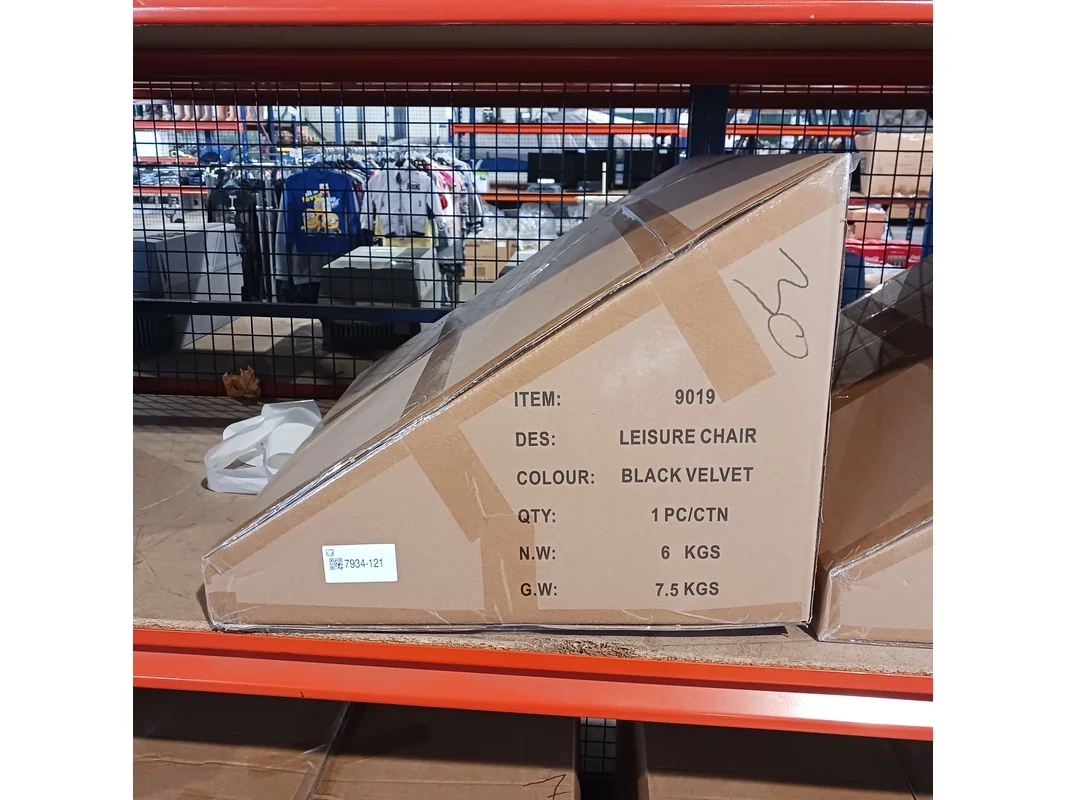 ITEM: 9019
DES: LEISURE CHAIR
COLOUR: BLACK VELVET
QTY: 1 PC/CTN
N.W: 6 KGS
G.W: 7.5 KGS
7934-121